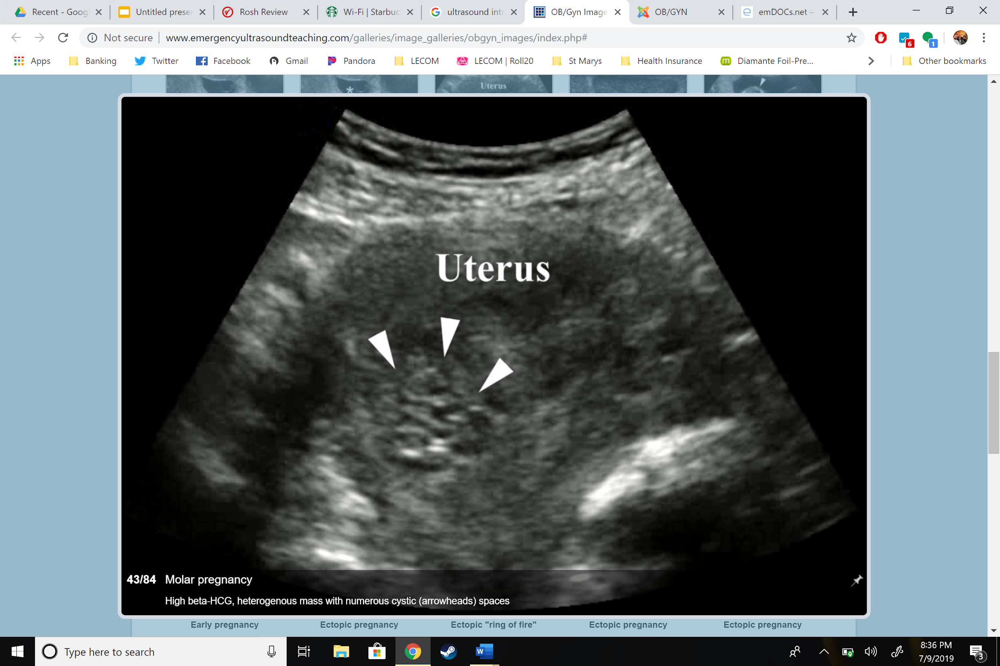 Recent - Goog
Untitled preser
Rosh Review
Wi-Fi | Starbuc
ultrasound intr
OB/Gyn Image
OB/GYN
emDOCs.net –
Not secure
www.emergencyultrasoundteaching.com/galleries/image_galleries/obgyn_images/index.php#
6
1
Apps
Banking
Twitter
Facebook
Gmail
Pandora
LECOM
LECOM | Roll20
St Marys
Health Insurance
m
Diamante Foil-Pre...
Other bookmarks
*
Uterus
Uterus
43/84 Molar pregnancy
High beta-HCG, heterogenous mass with numerous cystic (arrowheads) spaces
Early pregnancy
Ectopic pregnancy
Ectopic "ring of fire"
Ectopic pregnancy
Ectopic pregnancy
Type here to search
W
8:36 PM
7/9/2019
3